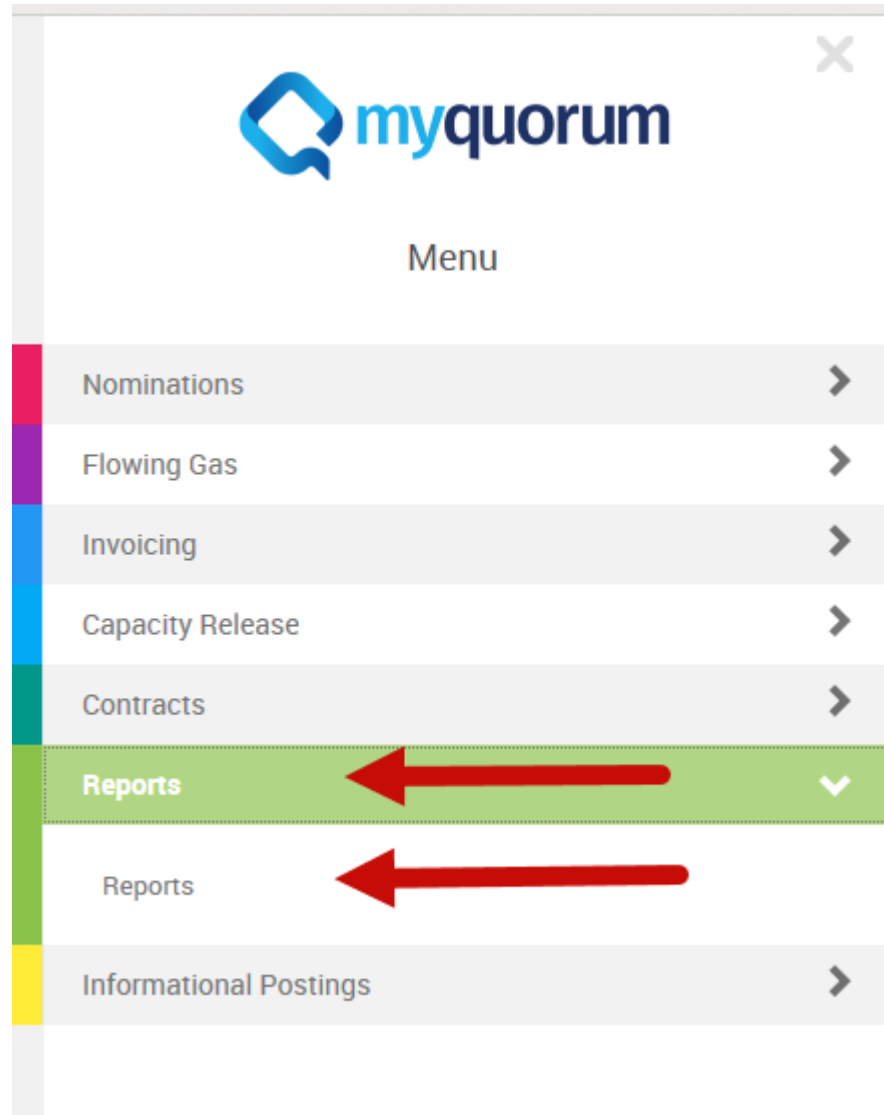 myquorum
Menu
Nominations
Flowing Gas
Invoicing
Capacity Release
Contracts
Reports
Reports
Informational Postings